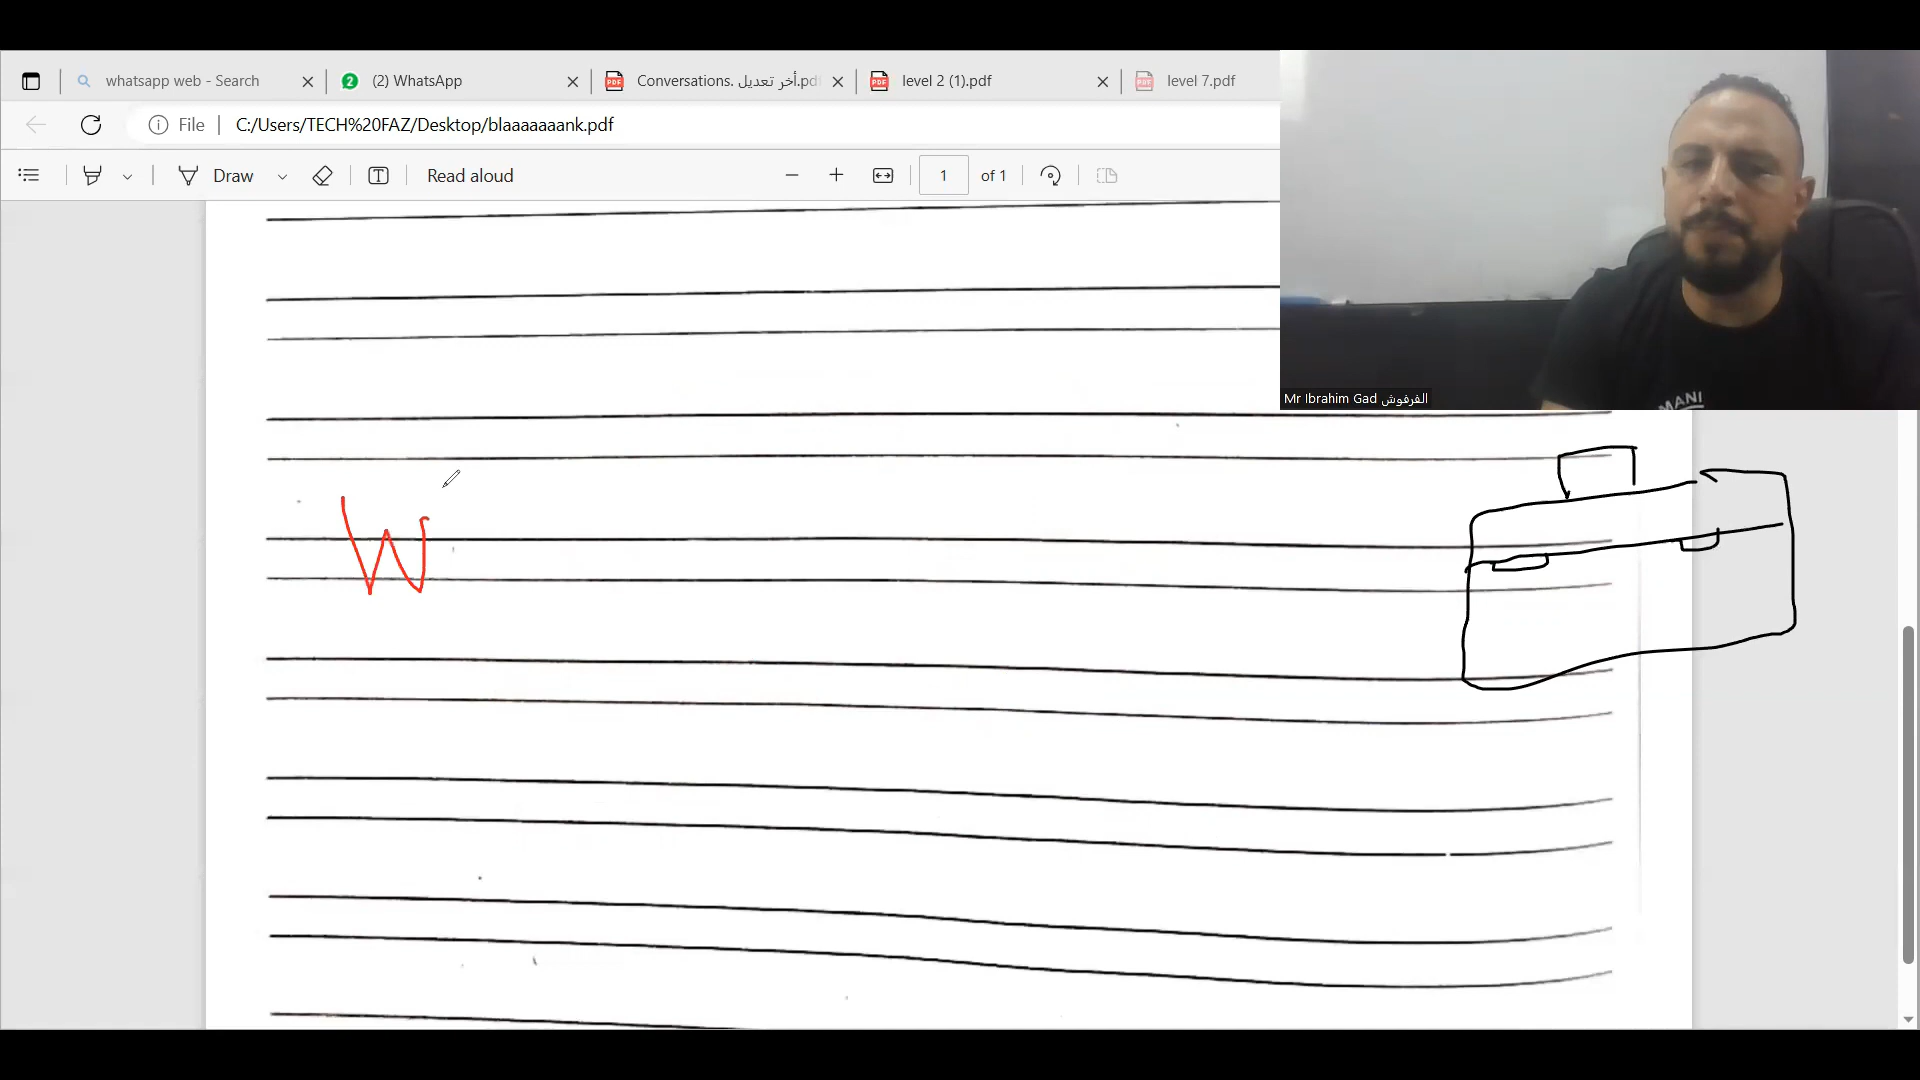 whatsapp web - Search
(2) WhatsApp
Conversations. أخر تعديل.pd
level 2 (1).pdf
level 7.pdf
File
C:/Users/TECH%20FAZ/Desktop/blaaaaaaank.pdf
Draw
Read aloud
1 of 1
MANI
Mr Ibrahim Gad الفرفوش
W